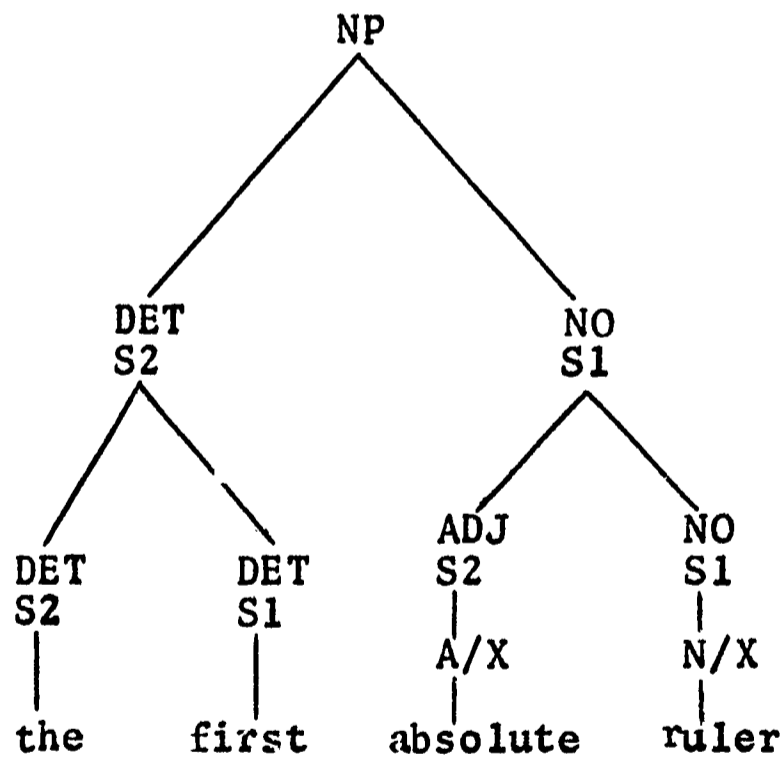 NP
DET NO
S2 S1
DET DET ADJ NO
S2 S1 S2 S1
A/X N/X
the first absolute ruler